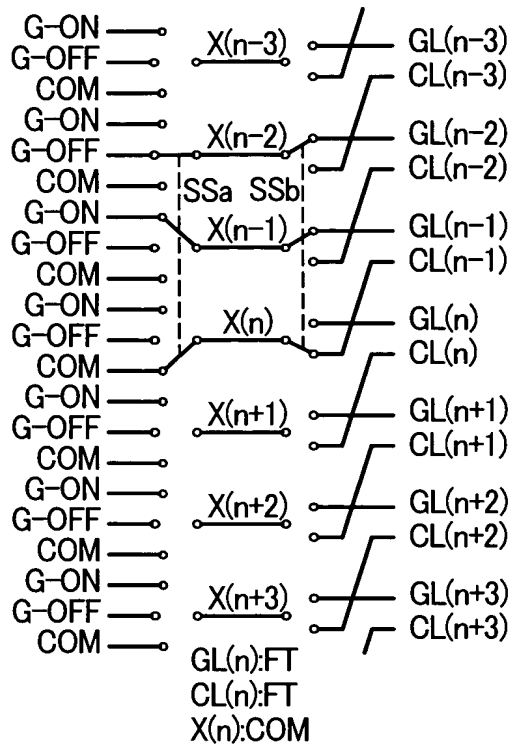 G-ON X(n-3) GL(n-3)
G-OFF CL(n-3)
COM
G-ON X(n-2) GL(n-2)
G-OFF CL(n-2)
COM SSa SSb
G-ON X(n-1) GL(n-1)
G-OFF CL(n-1)
COM
G-ON X(n) GL(n)
G-OFF CL(n)
COM
G-ON X(n+1) GL(n+1)
G-OFF CL(n+1)
COM
G-ON X(n+2) GL(n+2)
G-OFF CL(n+2)
COM
G-ON X(n+3) GL(n+3)
G-OFF CL(n+3)
COM
GL(n):FT
CL(n):FT
X(n):COM